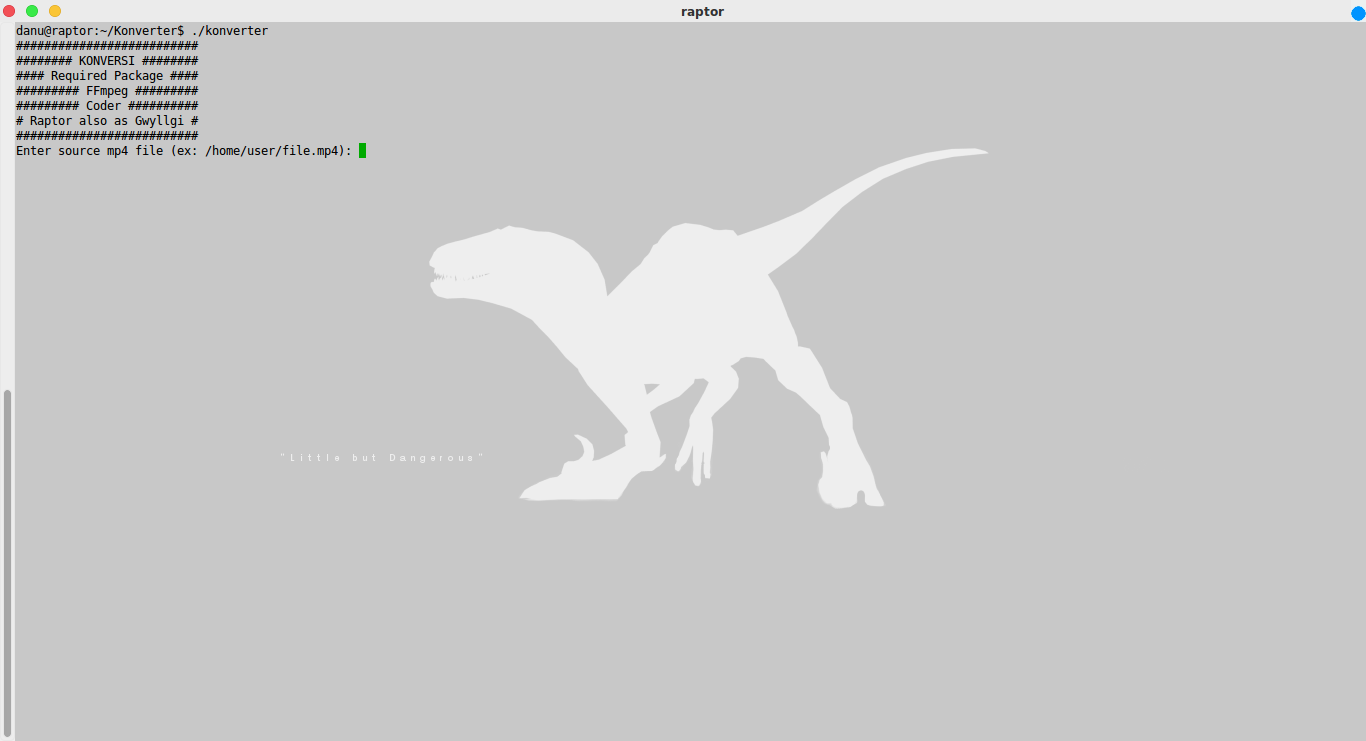 raptor
danu@raptor:~/Konverter$ ./konverter
##########################
######## KONVERSI ########
#### Required Package ####
######### FFmpeg #########
######### Coder ##########
# Raptor also as Gwyllgi #
##########################
Enter source mp4 file (ex: /home/user/file.mp4):
"Little but Dangerous"